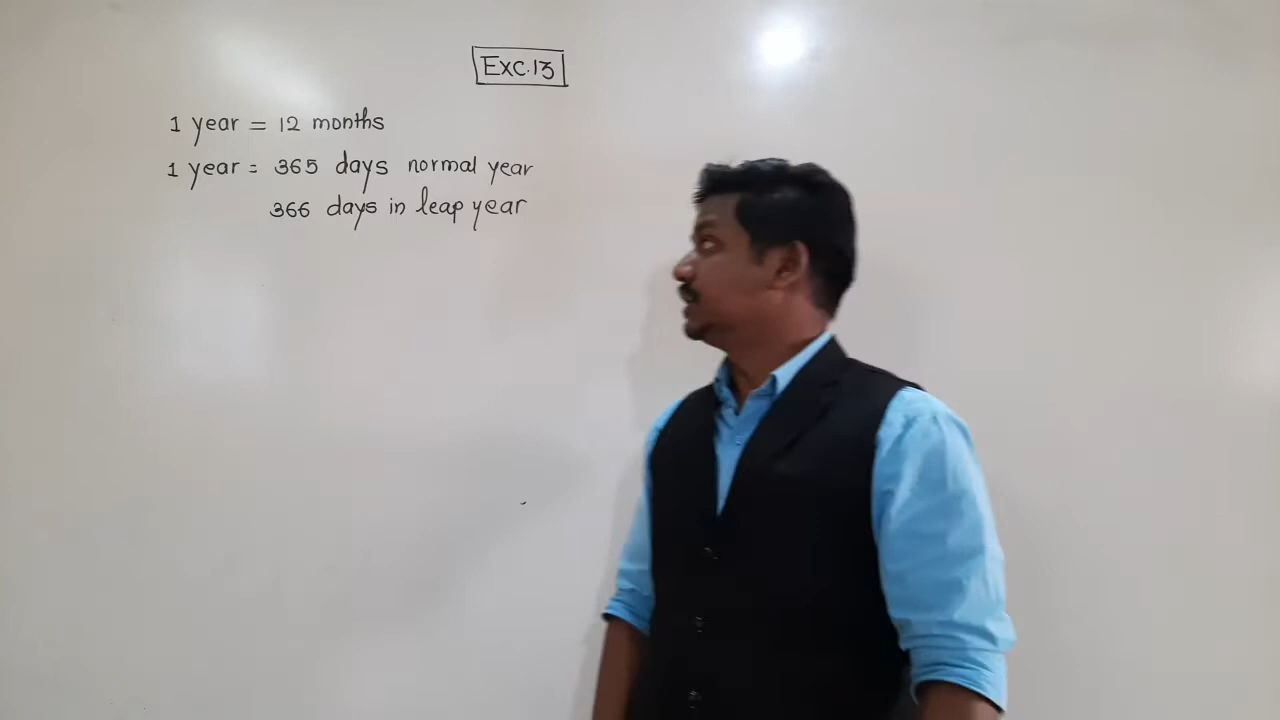 Exc.13
1 year = 12 months
1 year = 365 days normal year
366 days in leap year